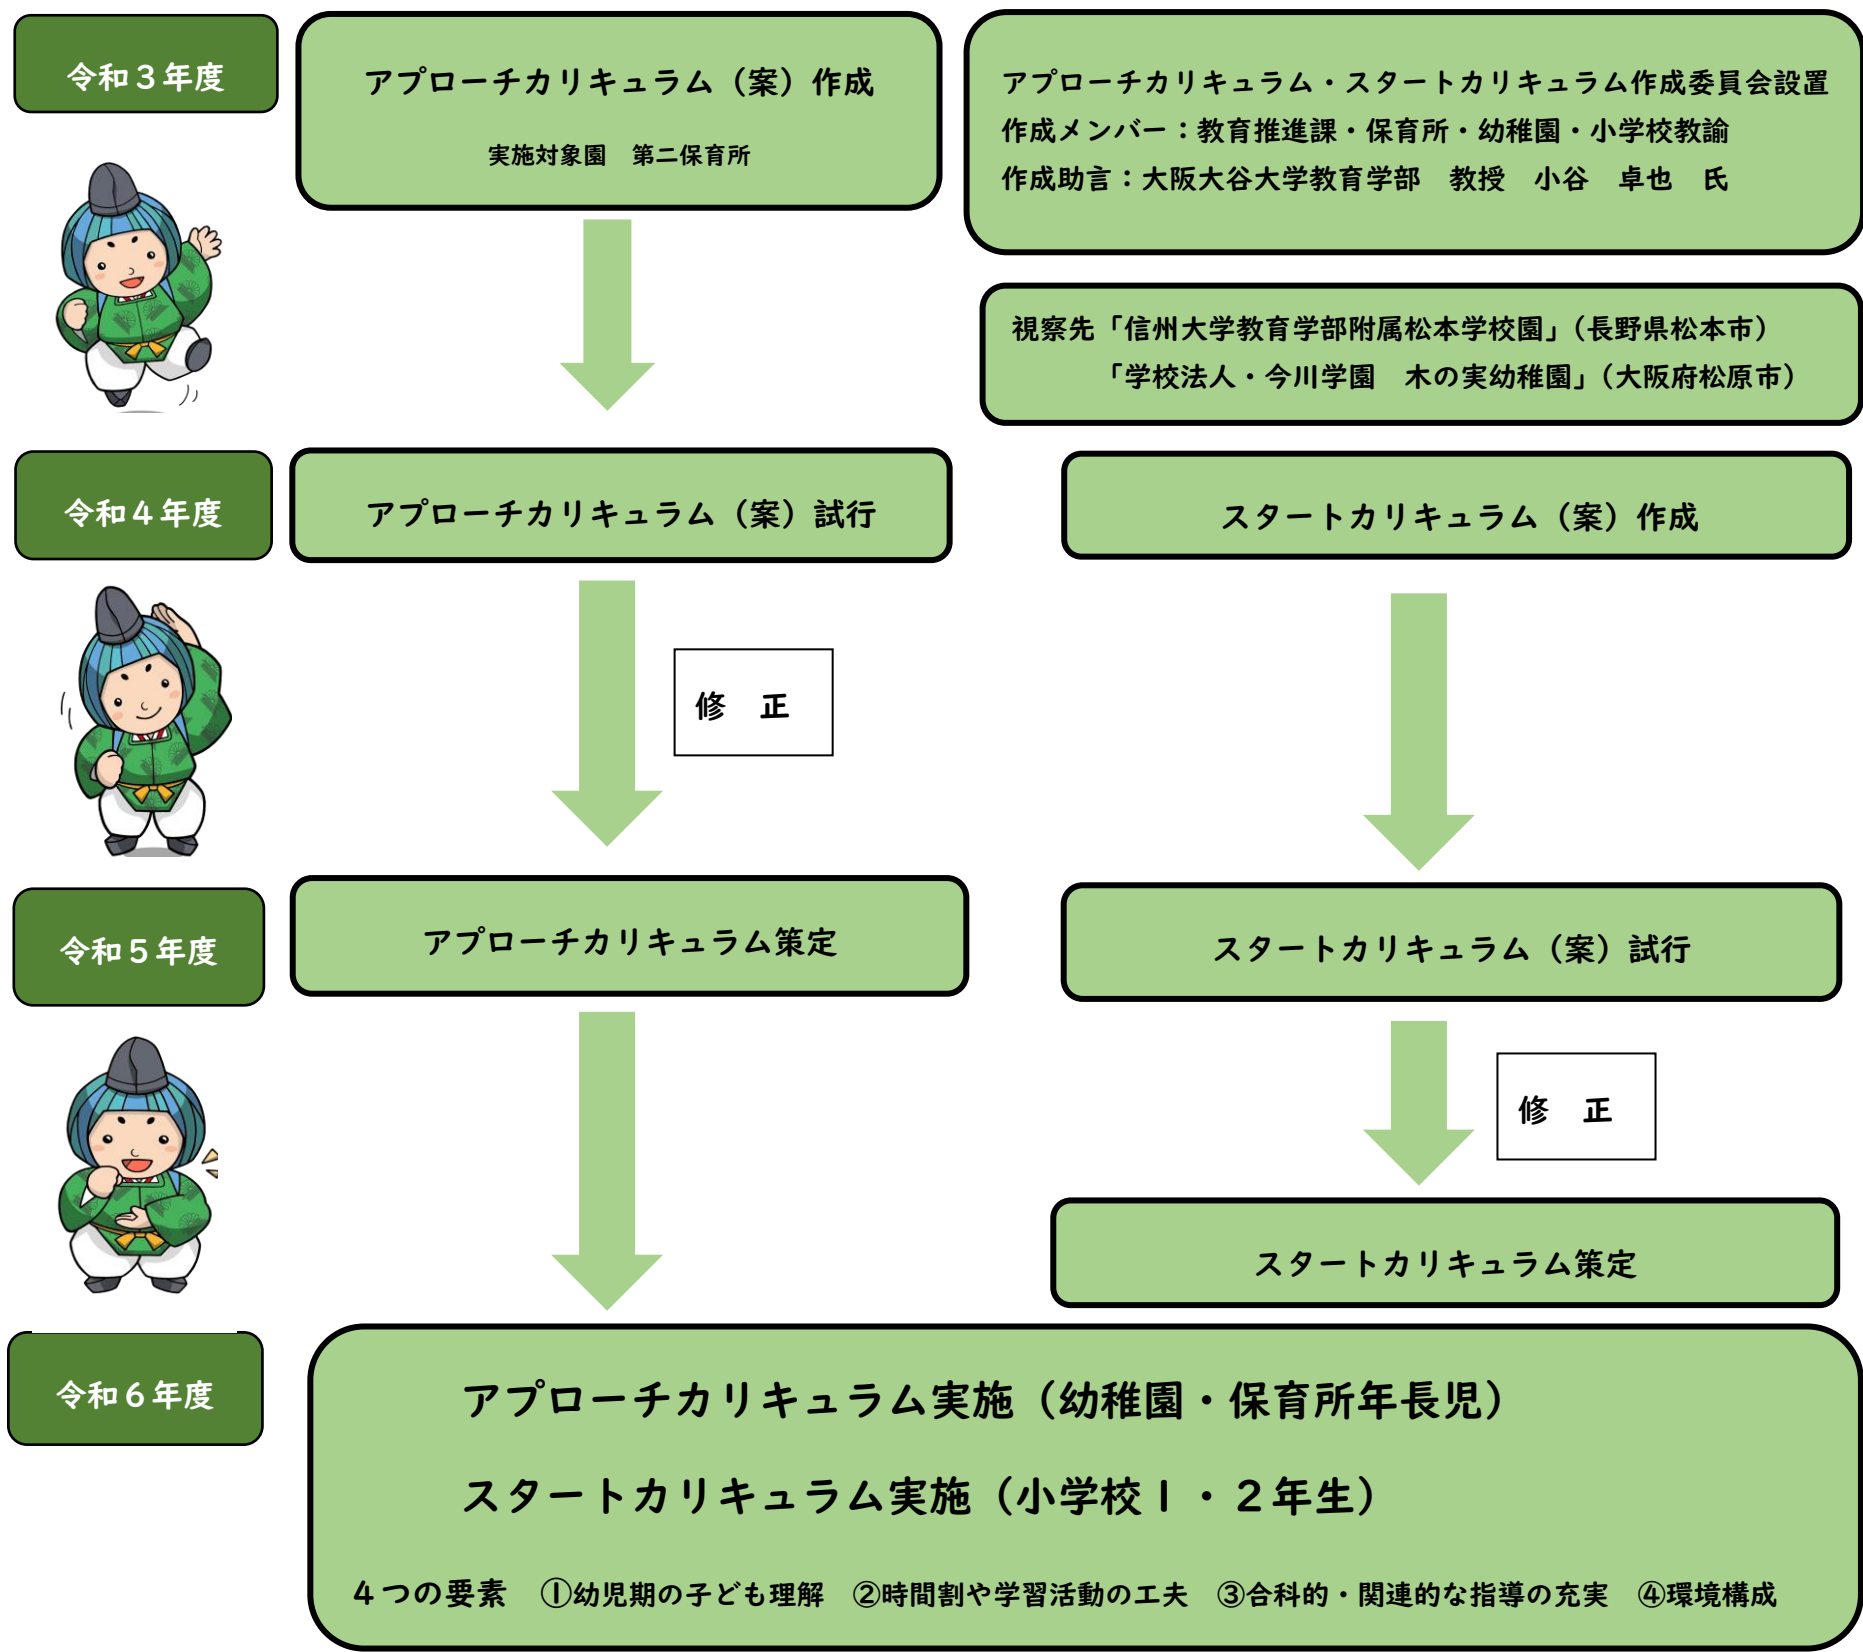 令和３年度
アプローチカリキュラム（案）作成
実施対象園　第二保育所
アプローチカリキュラム・スタートカリキュラム作成委員会設置
作成メンバー：教育推進課・保育所・幼稚園・小学校教諭
作成助言：大阪大谷大学教育学部　教授　小谷　卓也　氏
視察先「信州大学教育学部附属松本学校園」（長野県松本市）
「学校法人・今川学園　木の実幼稚園」（大阪府松原市）
令和４年度
アプローチカリキュラム（案）試行
スタートカリキュラム（案）作成
修　正
令和５年度
アプローチカリキュラム策定
スタートカリキュラム（案）試行
修　正
スタートカリキュラム策定
令和６年度
アプローチカリキュラム実施（幼稚園・保育所年長児）
スタートカリキュラム実施（小学校１・２年生）
４つの要素　①幼児期の子ども理解　②時間割や学習活動の工夫　③合科的・関連的な指導の充実　④環境構成